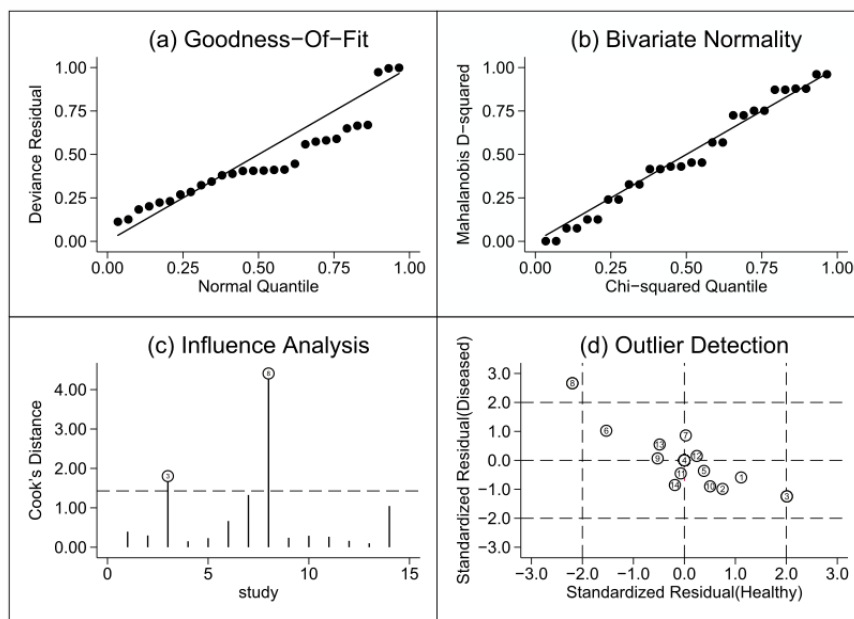 (a) Goodness−Of−Fit
Deviance Residual
1.00
0.75
0.50
0.25
0.00
0.00 0.25 0.50 0.75 1.00
Normal Quantile
(b) Bivariate Normality
Mahalanobis D−squared
1.00
0.75
0.50
0.25
0.00
0.00 0.25 0.50 0.75 1.00
Chi−squared Quantile
(c) Influence Analysis
Cook's Distance
4.00
3.00
2.00
1.00
0.00
3
8
0 5 10 15
study
(d) Outlier Detection
Standardized Residual(Diseased)
3.0
2.0
1.0
0.0
−1.0
−2.0
−3.0
8
6
7
13
9
4
12
11
5
1
14
10
2
3
−3.0 −2.0 −1.0 0.0 1.0 2.0 3.0
Standardized Residual(Healthy)